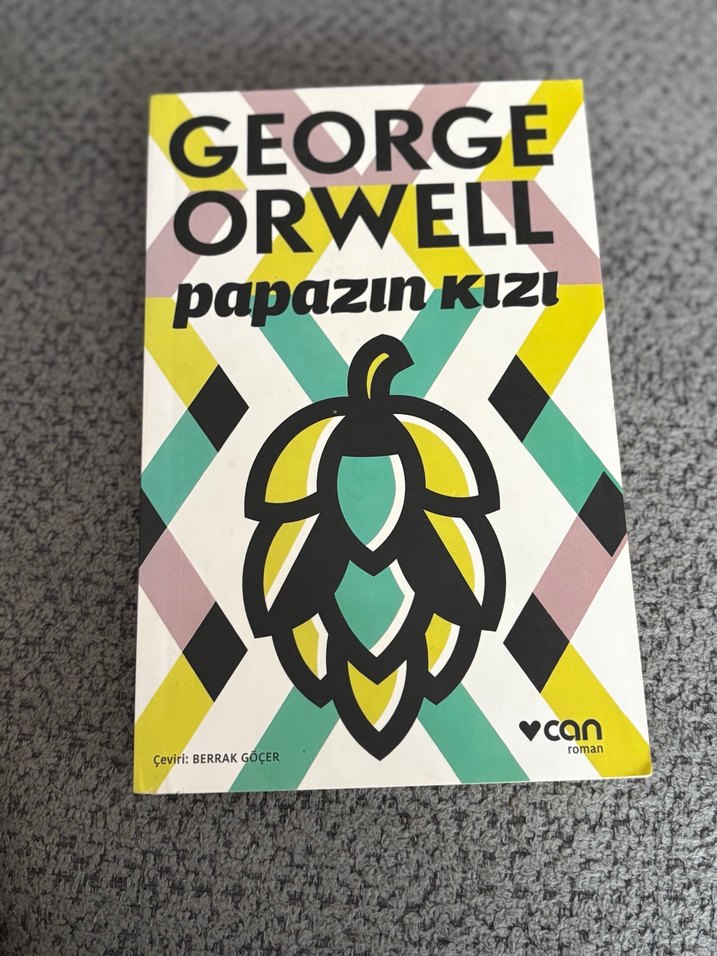 GEORGE
ORWELL
papazın kızı
Çeviri: BERRAK GÖÇER
can
roman